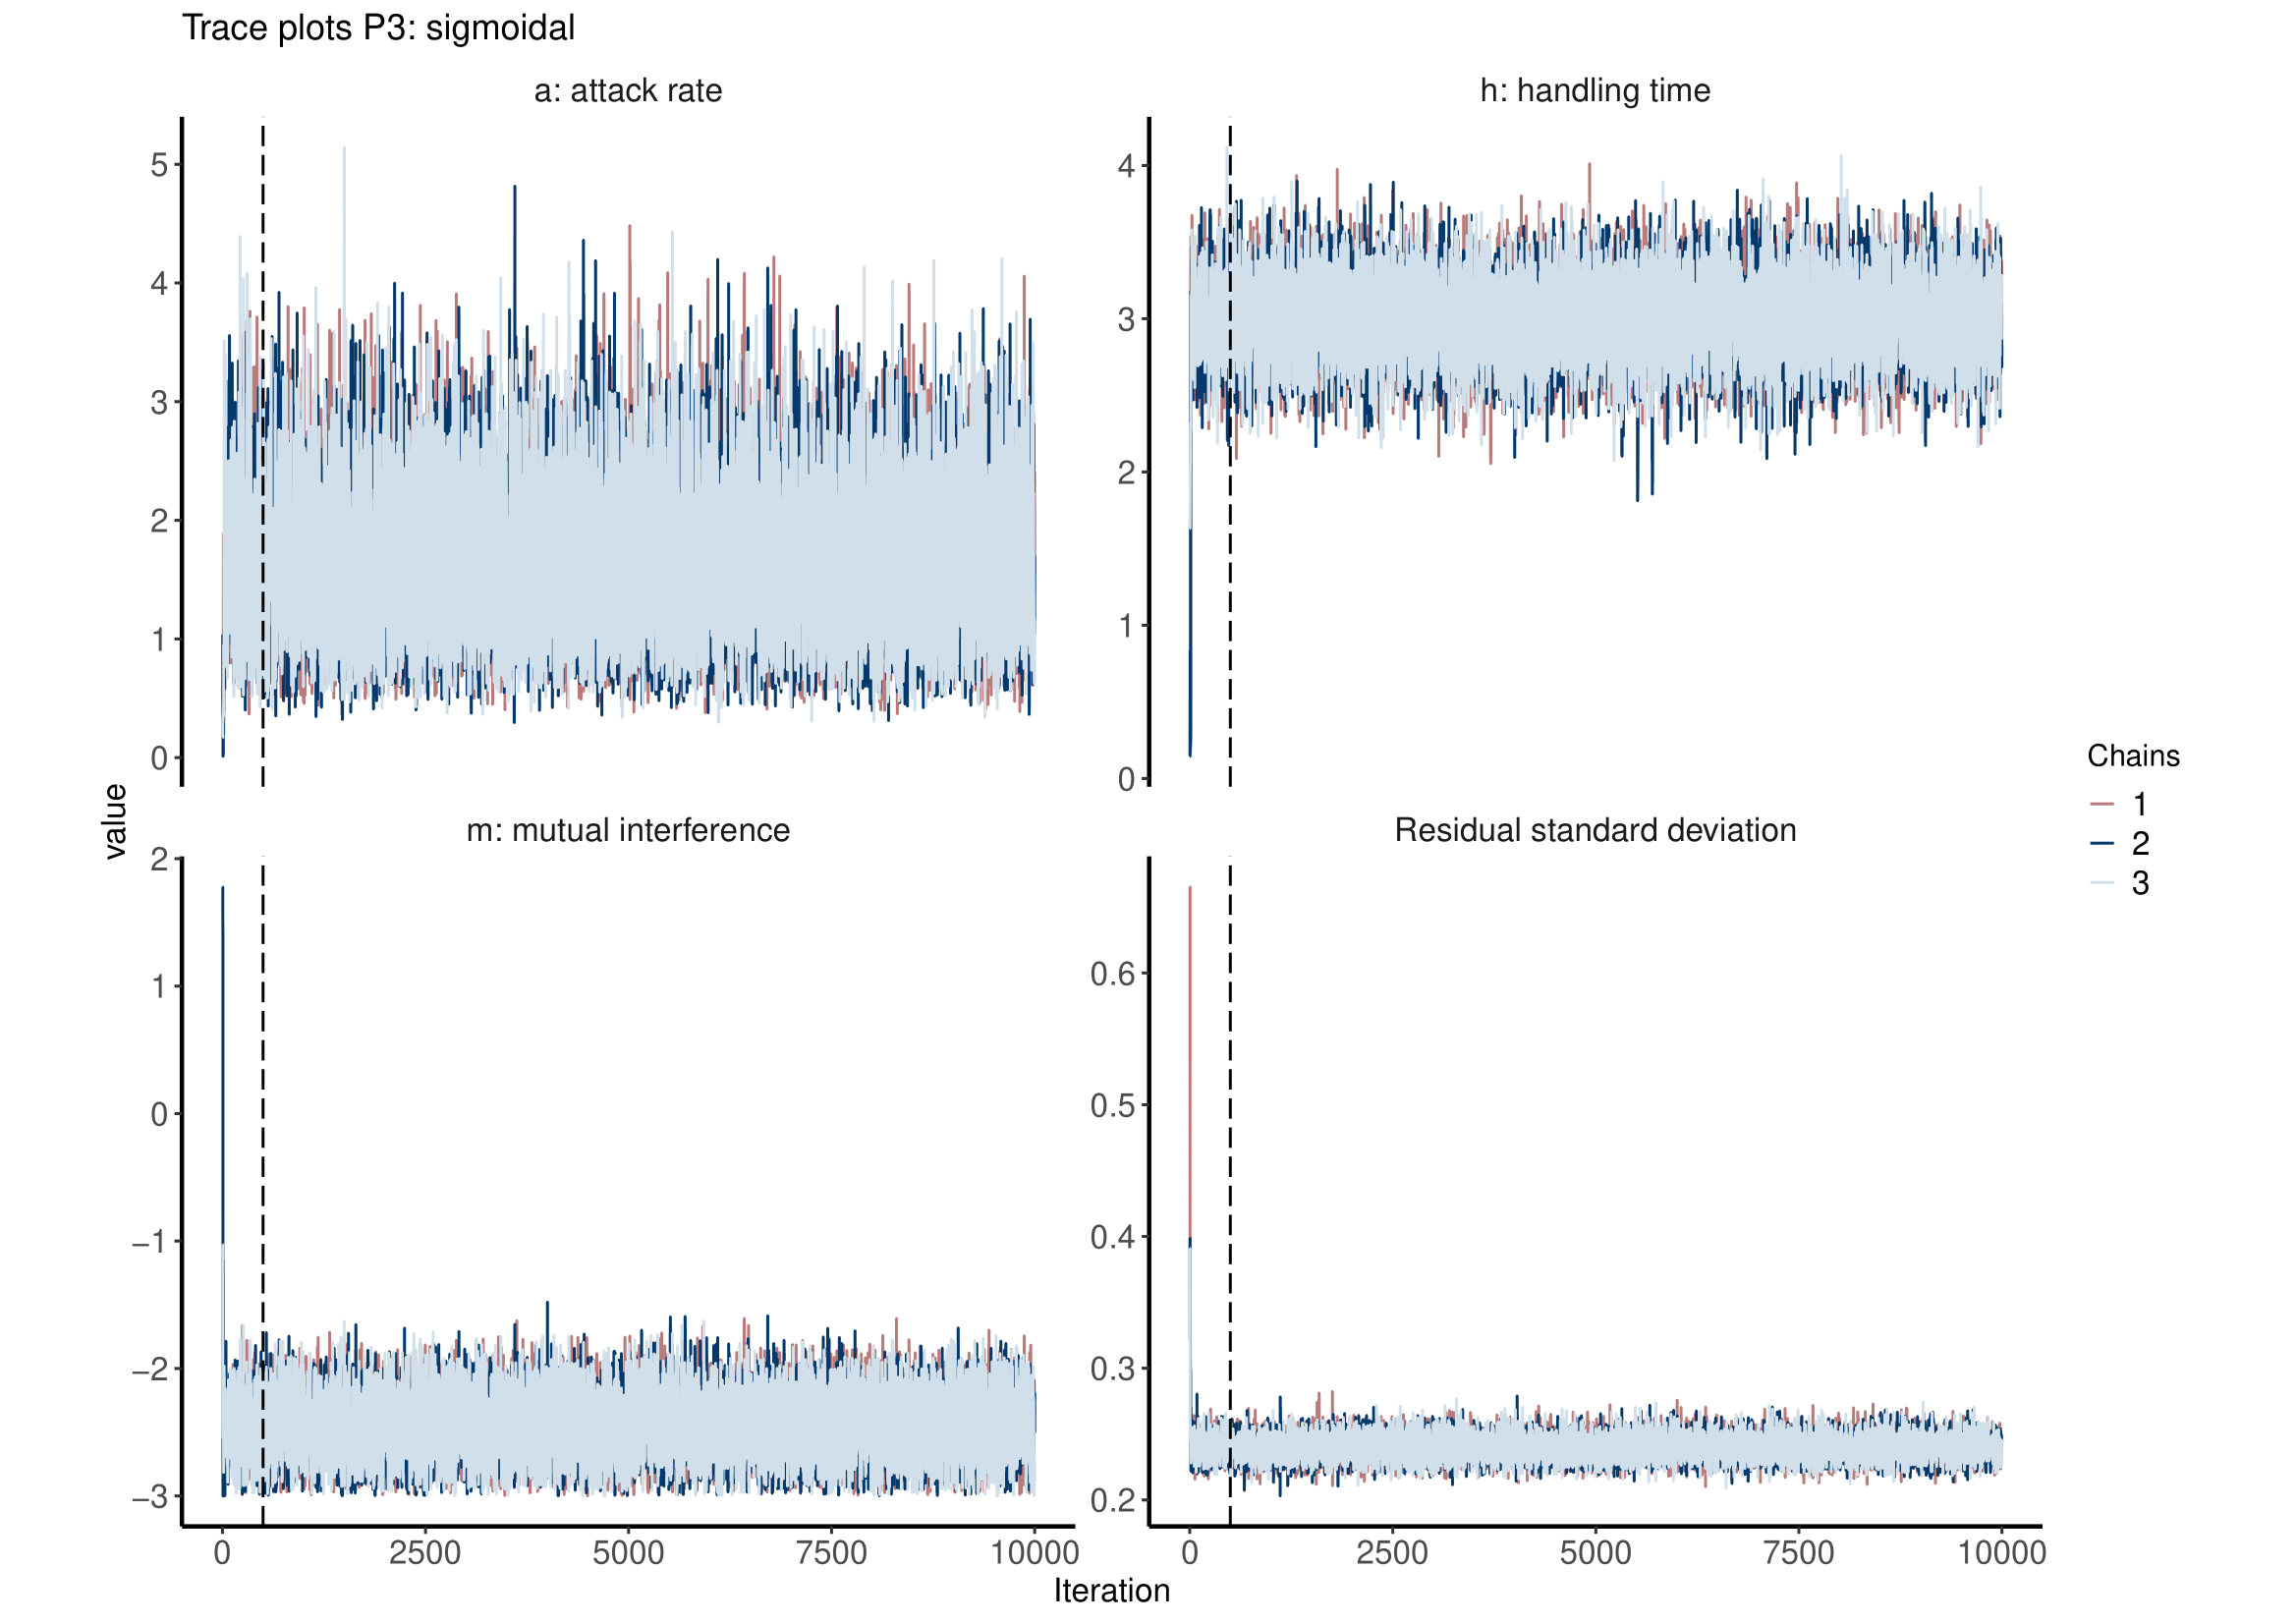 Trace plots P3: sigmoidal
a: attack rate
h: handling time
5
4
3
2
1
0
4
3
2
1
0
value
m: mutual interference
Residual standard deviation
2
1
0
−1
−2
−3
0.6
0.5
0.4
0.3
0.2
0 2500 5000 7500 10000
0 2500 5000 7500 10000
Iteration
Chains
1
2
3